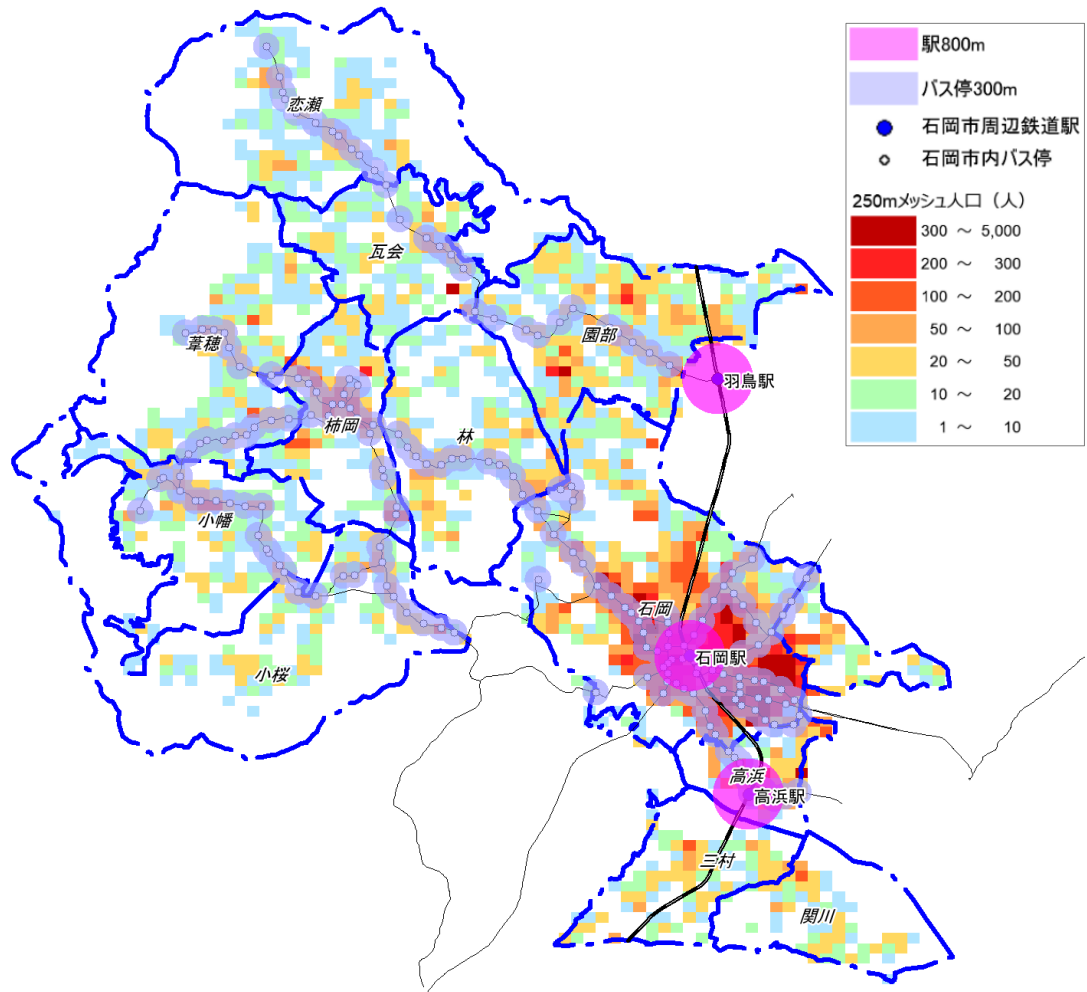 駅800m
バス停300m
石岡市周辺鉄道駅
石岡市内バス停
250mメッシュ人口（人）
300 ～ 5,000
200 ～ 300
100 ～ 200
50 ～ 100
20 ～ 50
10 ～ 20
1 ～ 10
恋瀬
瓦会
園部
葦穂
羽鳥駅
柿岡
林
小幡
石岡
石岡駅
小桜
高浜
高浜駅
三村
関川